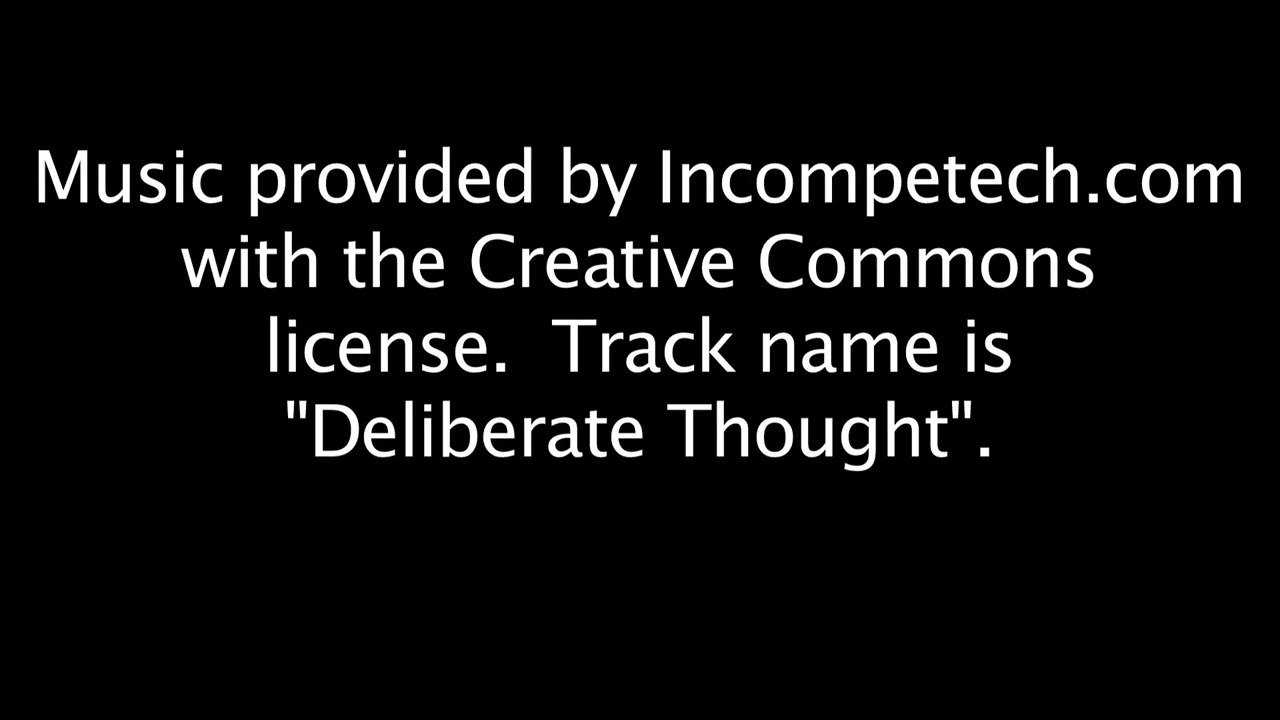 Music provided by Incompetech.com
with the Creative Commons
license.  Track name is
"Deliberate Thought".